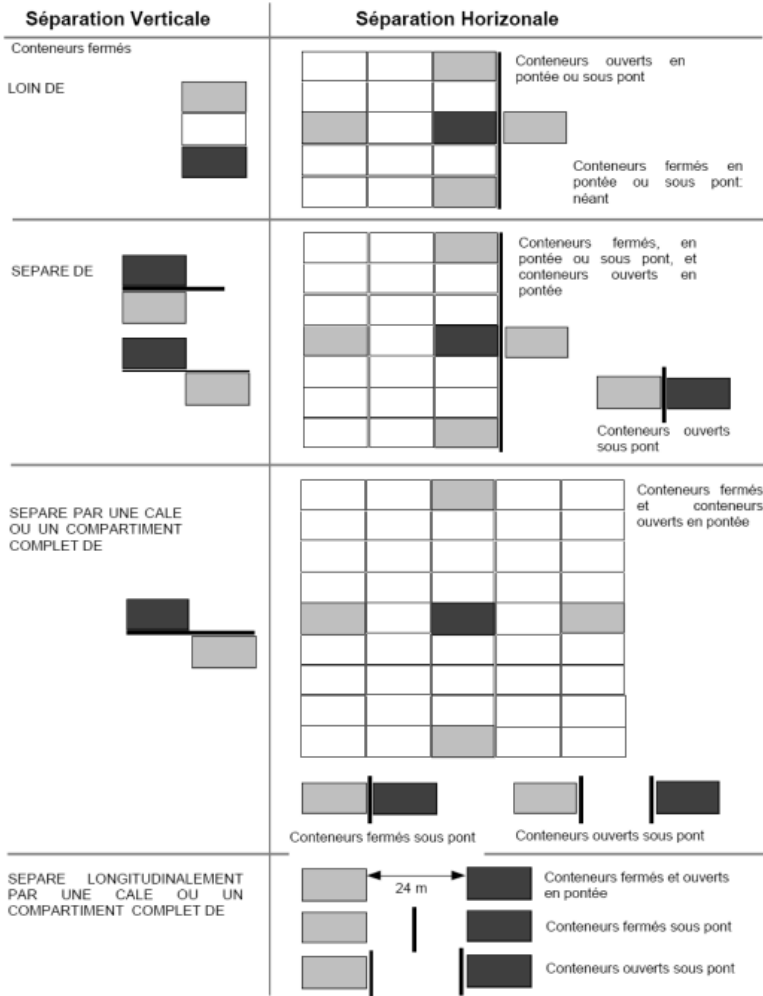 Séparation Verticale
Séparation Horizonale
Conteneurs fermés
LOIN DE
Conteneurs ouverts en
pontée ou sous pont
Conteneurs fermés en
pontée ou sous pont:
néant
SEPARE DE
Conteneurs fermés, en
pontée ou sous pont, et
conteneurs ouverts en
pontée
Conteneurs ouverts
sous pont
SEPARE PAR UNE CALE
OU UN COMPARTIMENT
COMPLET DE
Conteneurs fermés
et conteneurs
ouverts en pontée
Conteneurs fermés sous pont
Conteneurs ouverts sous pont
SEPARE LONGITUDINALEMENT
PAR UNE CALE OU UN
COMPARTIMENT COMPLET DE
24 m
Conteneurs fermés et ouverts
en pontée
Conteneurs fermés sous pont
Conteneurs ouverts sous pont